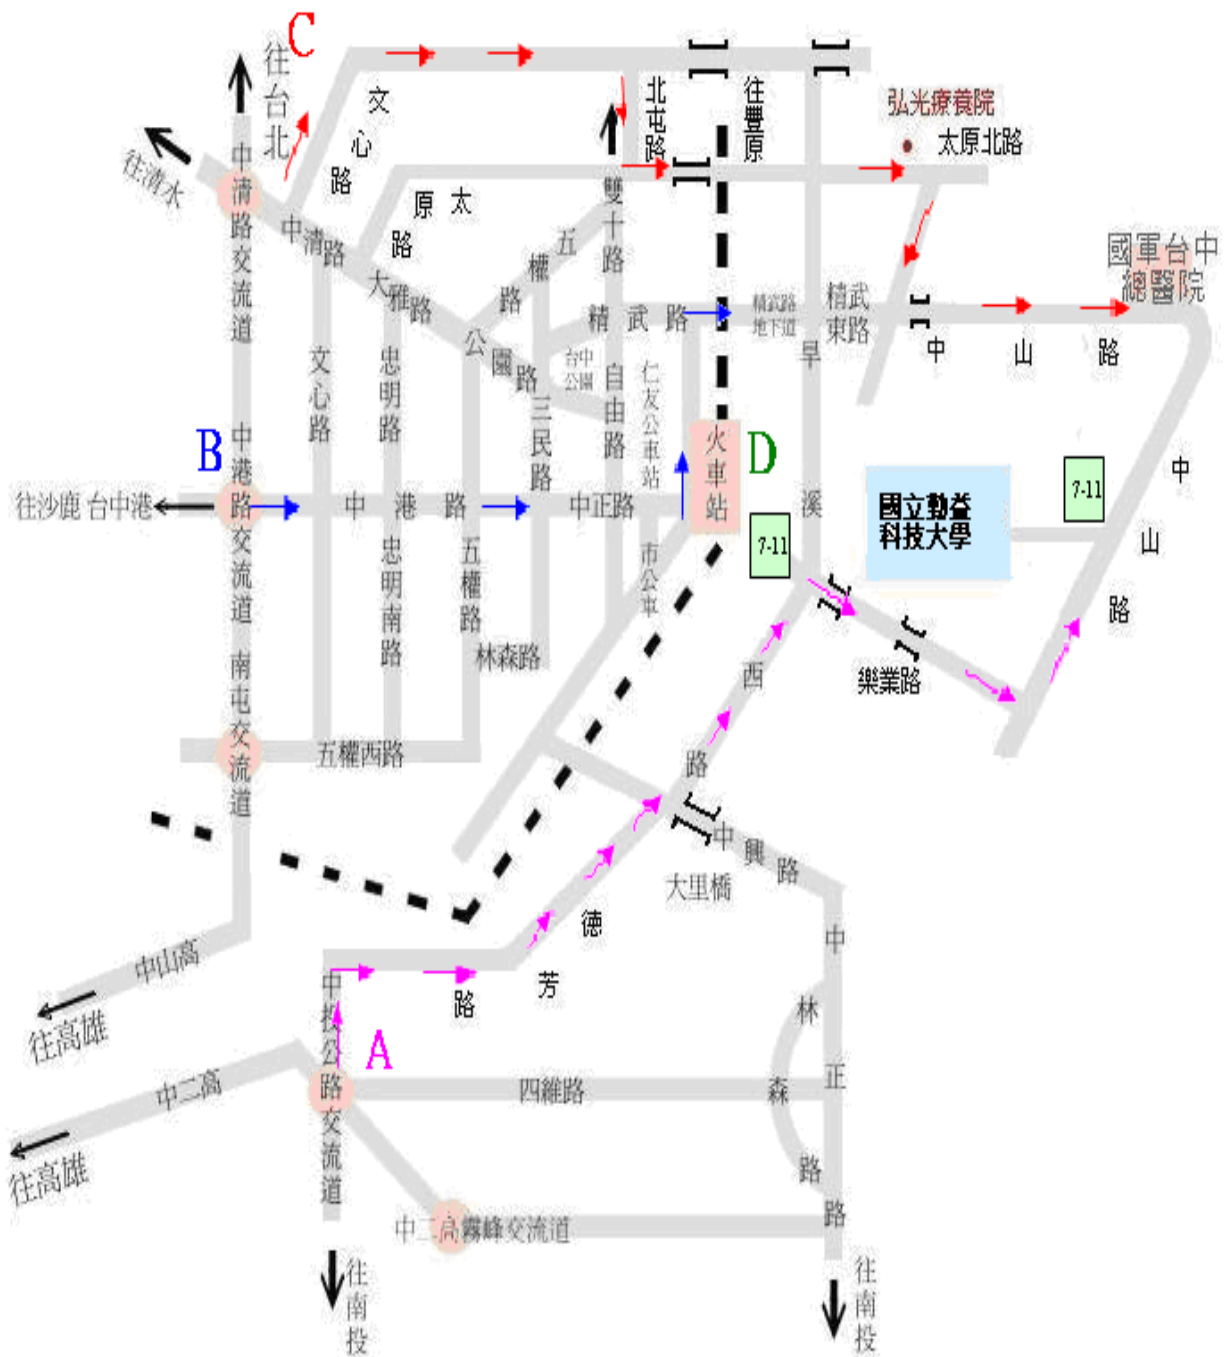 C
往台北
往清水
中清路交流道
文心路
北屯路
往豐原
弘光療養院
太原北路
太原路
中清路
大雅路
五權路
雙十路
國軍台中
總醫院
精武路
精武路
地下道
精武
東路
中山路
公園路
台中
公園
自由路
仁友公車站
三民路
文心路
忠明路
旱溪
B
中港路交流道
往沙鹿 台中港
中港路
中正路
火車站
D
7-11
國立勤益
科技大學
7-11
中山路
忠明南路
五權路
市公車
林森路
南屯交流道
五權西路
西路
樂業路
中興路
大里橋
德芳路
中山高
往高雄
中投公路交流道
A
中二高
往高雄
四維路
林森路
中正路
中二高霧峰交流道
往南投
往南投